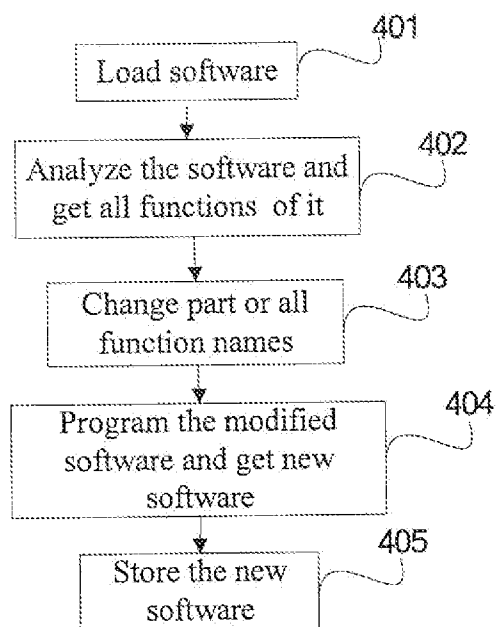 401
Load software
402
Analyze the software and
get all functions of it
403
Change part or all
function names
404
Program the modified
software and get new
software
405
Store the new
software